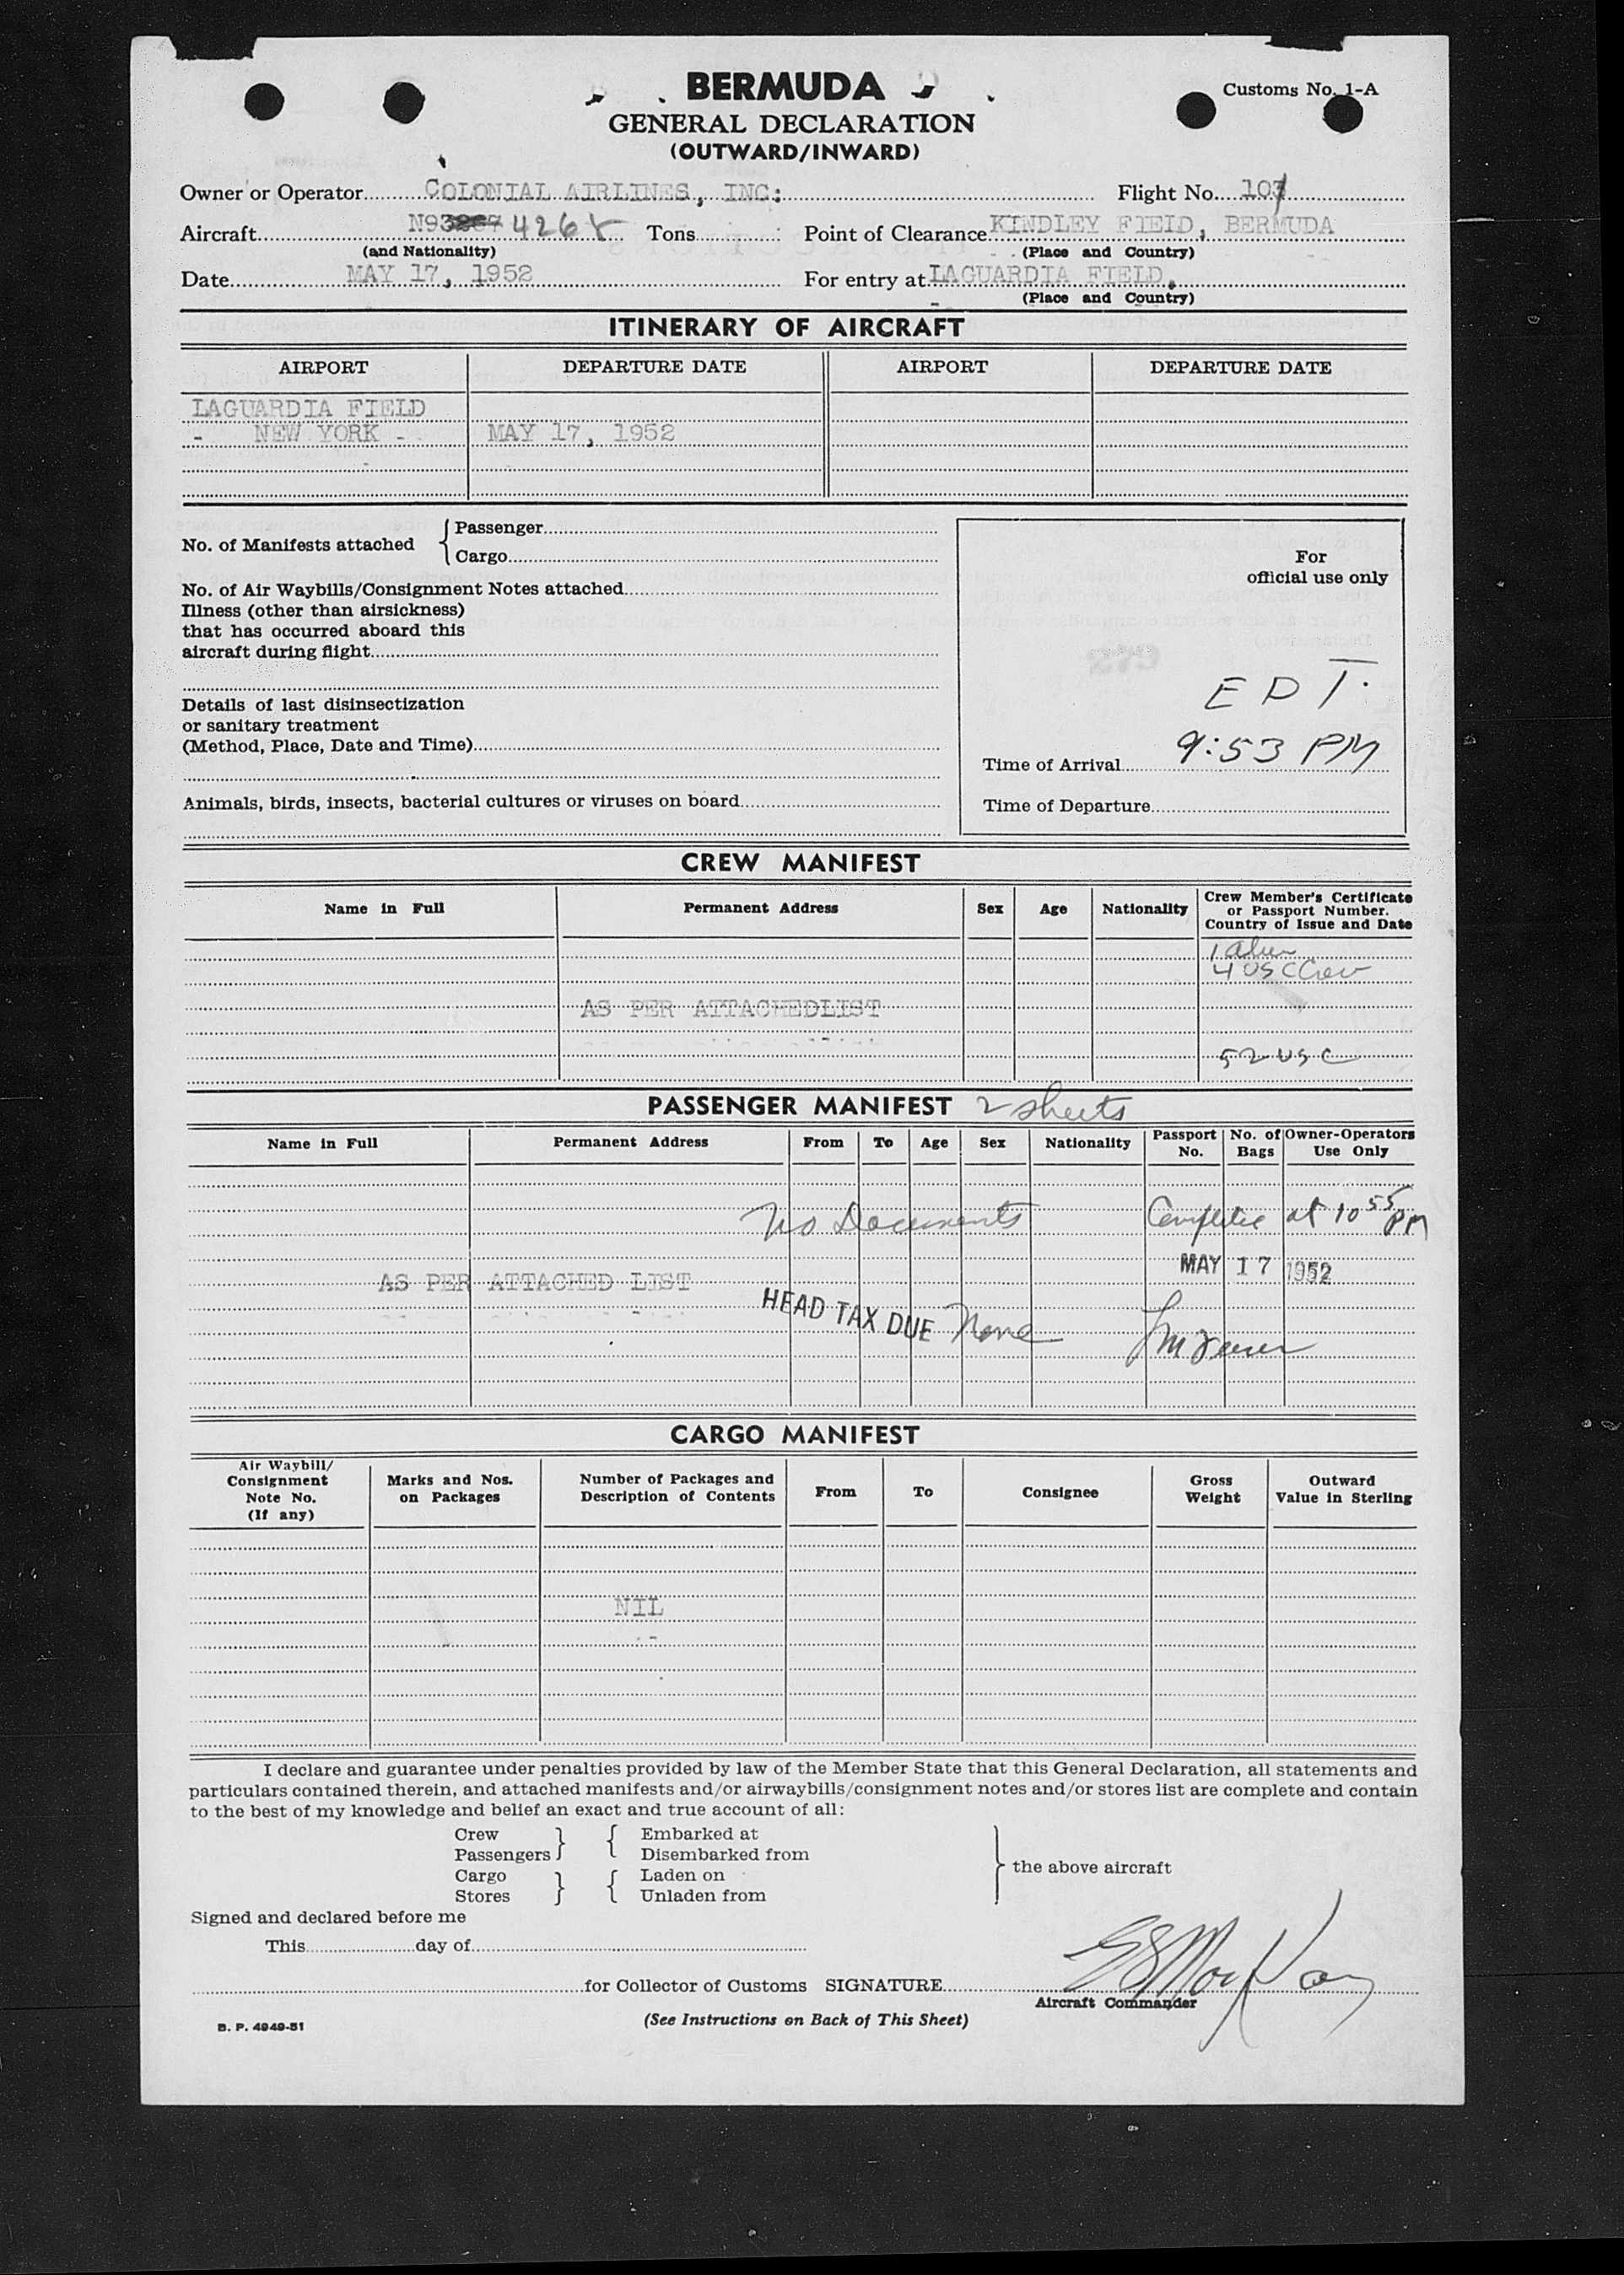 BERMUDA
Customs No. 1-A
GENERAL DECLARATION
(OUTWARD/INWARD)
Owner or Operator COLONIAL AIRLINES, INC: Flight No. 103
Aircraft N93 Tons Point of Clearance KINDLEY FIELD, BERMUDA
(and Nationality) (Place and Country)
Date MAY 17, 1952 For entry at LAGUARDIA FIELD,
(Place and Country)
ITINERARY OF AIRCRAFT
AIRPORT DEPARTURE DATE AIRPORT DEPARTURE DATE
LAGUARDIA FIELD
- NEW YORK - MAY 17, 1952
No. of Manifests attached { Passenger
Cargo
For
official use only
No. of Air Waybills/Consignment Notes attached
Illness (other than airsickness)
that has occurred aboard this
aircraft during flight
EDT.
Details of last disinsectization
or sanitary treatment
(Method, Place, Date and Time)
Time of Arrival 9:53 PM
Animals, birds, insects, bacterial cultures or viruses on board
Time of Departure
CREW MANIFEST
Name in Full Permanent Address Sex Age Nationality Crew Member's Certificate
or Passport Number.
Country of Issue and Date
1 alien
4 USC Crew
AS PER ATTACHEDLIST
52 USC
PASSENGER MANIFEST 2 sheets
Name in Full Permanent Address From To Age Sex Nationality Passport No. No. of Bags Owner-Operators Use Only
No Documents Completed at 10 55 PM
MAY 17 1952
AS PER ATTACHED LIST
HEAD TAX DUE None
CARGO MANIFEST
Air Waybill/
Consignment
Note No.
(If any)
Marks and Nos.
on Packages
Number of Packages and
Description of Contents
From To Consignee Gross
Weight
Outward
Value in Sterling
NIL
I declare and guarantee under penalties provided by law of the Member State that this General Declaration, all statements and
particulars contained therein, and attached manifests and/or airwaybills/consignment notes and/or stores list are complete and contain
to the best of my knowledge and belief an exact and true account of all:
Crew } { Embarked at
Passengers } { Disembarked from
Cargo } { Laden on } the above aircraft
Stores } { Unladen from
Signed and declared before me
This day of
for Collector of Customs SIGNATURE
Aircraft Commander
(See Instructions on Back of This Sheet)
B. P. 4949-51